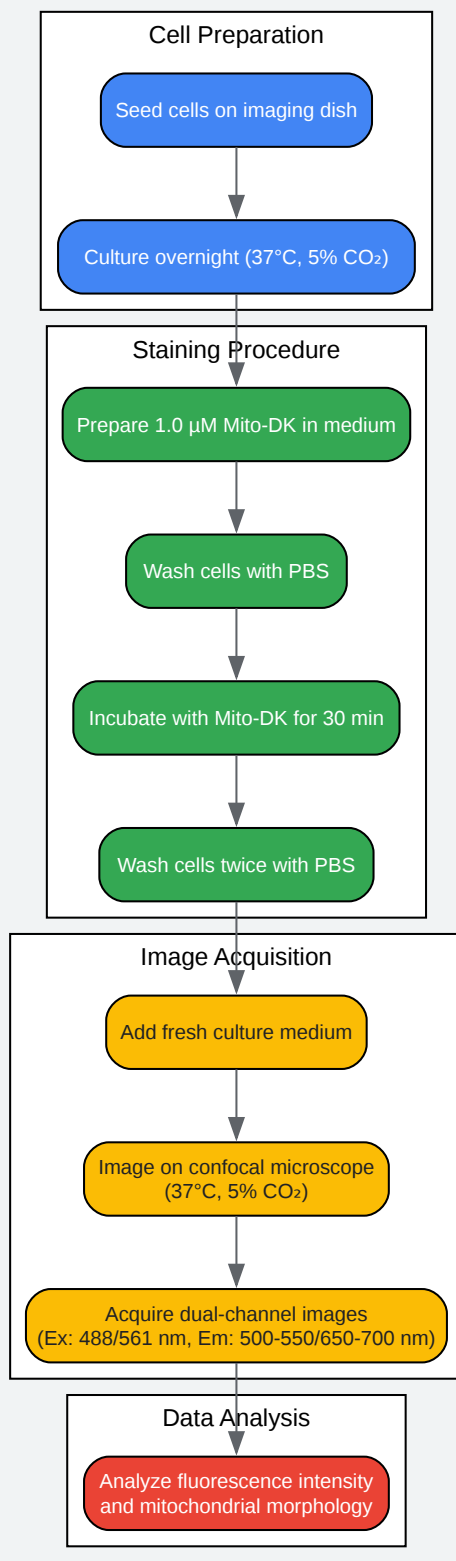 Cell Preparation
Seed cells on imaging dish
Culture overnight (37°C, 5% CO₂)
Staining Procedure
Prepare 1.0 µM Mito-DK in medium
Wash cells with PBS
Incubate with Mito-DK for 30 min
Wash cells twice with PBS
Image Acquisition
Add fresh culture medium
Image on confocal microscope
(37°C, 5% CO₂)
Acquire dual-channel images
(Ex: 488/561 nm, Em: 500-550/650-700 nm)
Data Analysis
Analyze fluorescence intensity
and mitochondrial morphology